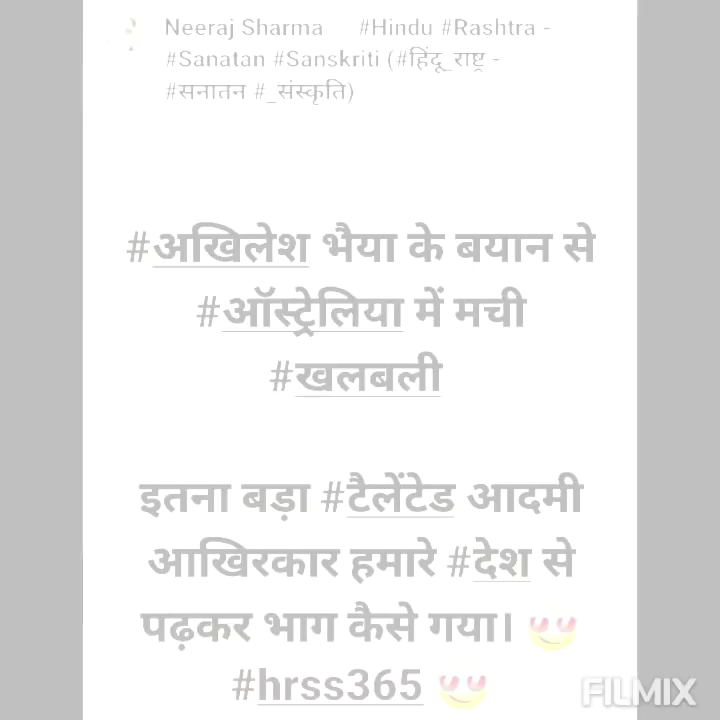 Neeraj Sharma #Hindu #Rashtra -
#Sanatan #Sanskriti (#हिंदू_राष्ट्र -
#सनातन #_संस्कृति)
#अखिलेश भैया के बयान से
#ऑस्ट्रेलिया में मची
#खलबली
इतना बड़ा #टैलेंटेड आदमी
आखिरकार हमारे #देश से
पढ़कर भाग कैसे गया। 😍
#hrss365 😍
FILMIX